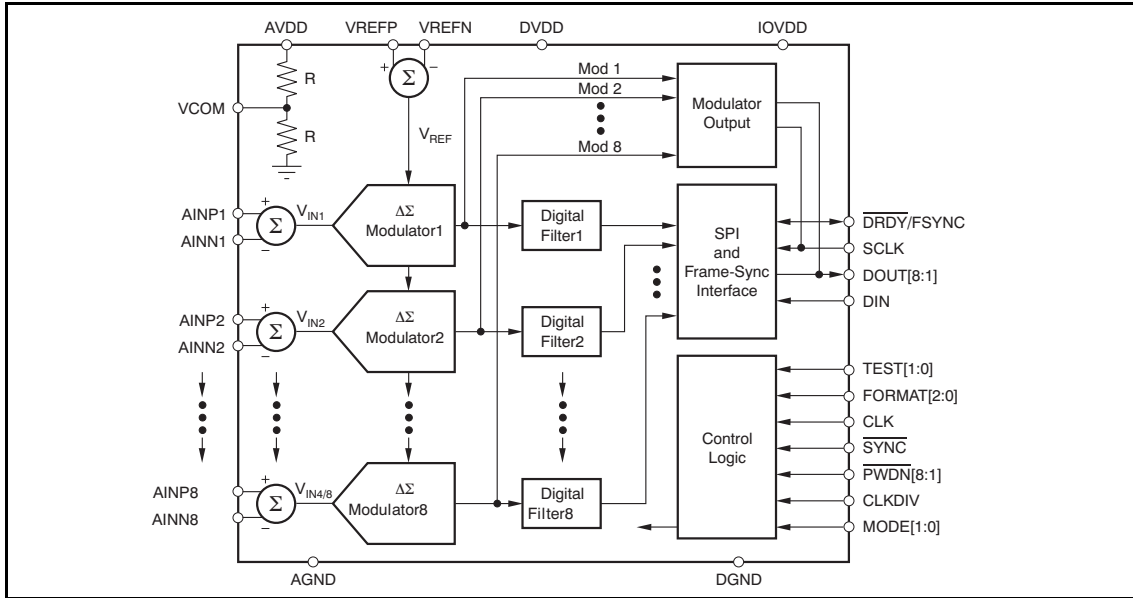 AVDD
VREFP VREFN
DVDD
IOVDD
+ Σ −
R
VCOM
R
VREF
Mod 1
Mod 2
Mod 8
Modulator
Output
AINP1
AINN1
+
Σ
−
VIN1
ΔΣ
Modulator1
Digital
Filter1
SPI
and
Frame-Sync
Interface
DRDY/FSYNC
SCLK
DOUT[8:1]
DIN
AINP2
AINN2
+
Σ
−
VIN2
ΔΣ
Modulator2
Digital
Filter2
TEST[1:0]
FORMAT[2:0]
CLK
SYNC
PWDN[8:1]
CLKDIV
MODE[1:0]
Control
Logic
AINP8
AINN8
+
Σ
−
VIN4/8
ΔΣ
Modulator8
Digital
Filter8
AGND
DGND